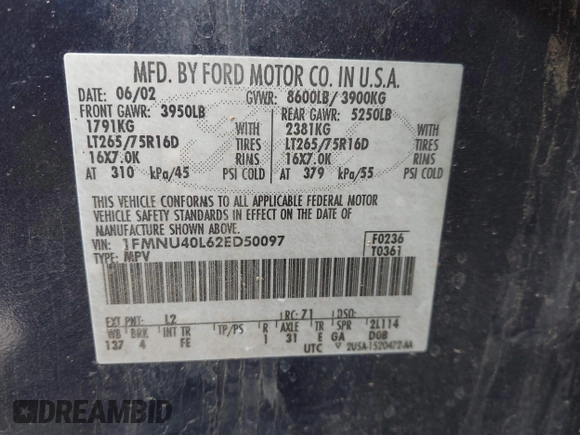 MFD. BY FORD MOTOR CO. IN U.S.A.
DATE: 06/02 GVWR: 8600LB/ 3900KG
FRONT GAWR: 3950LB REAR GAWR: 5250LB
1791KG WITH 2381KG WITH
LT265/75R16D TIRES LT265/75R16D TIRES
16X7.0K RIMS 16X7.0K RIMS
AT 310 kPa/45 PSI COLD AT 379 kPa/55 PSI COLD
THIS VEHICLE CONFORMS TO ALL APPLICABLE FEDERAL MOTOR
VEHICLE SAFETY STANDARDS IN EFFECT ON THE DATE OF
MANUFACTURE SHOWN ABOVE.
VIN: 1FMNU40L62ED50097 F0236
TYPE: MPV T0361
EXT PNT: L2 RC: 71 DSO:
WB BRK INT TR TP/PS R AXLE TR SPR 2L114
137 4 FE 1 31 E GA D08
UTC 2U5A-1520472-AA
DREAMBID